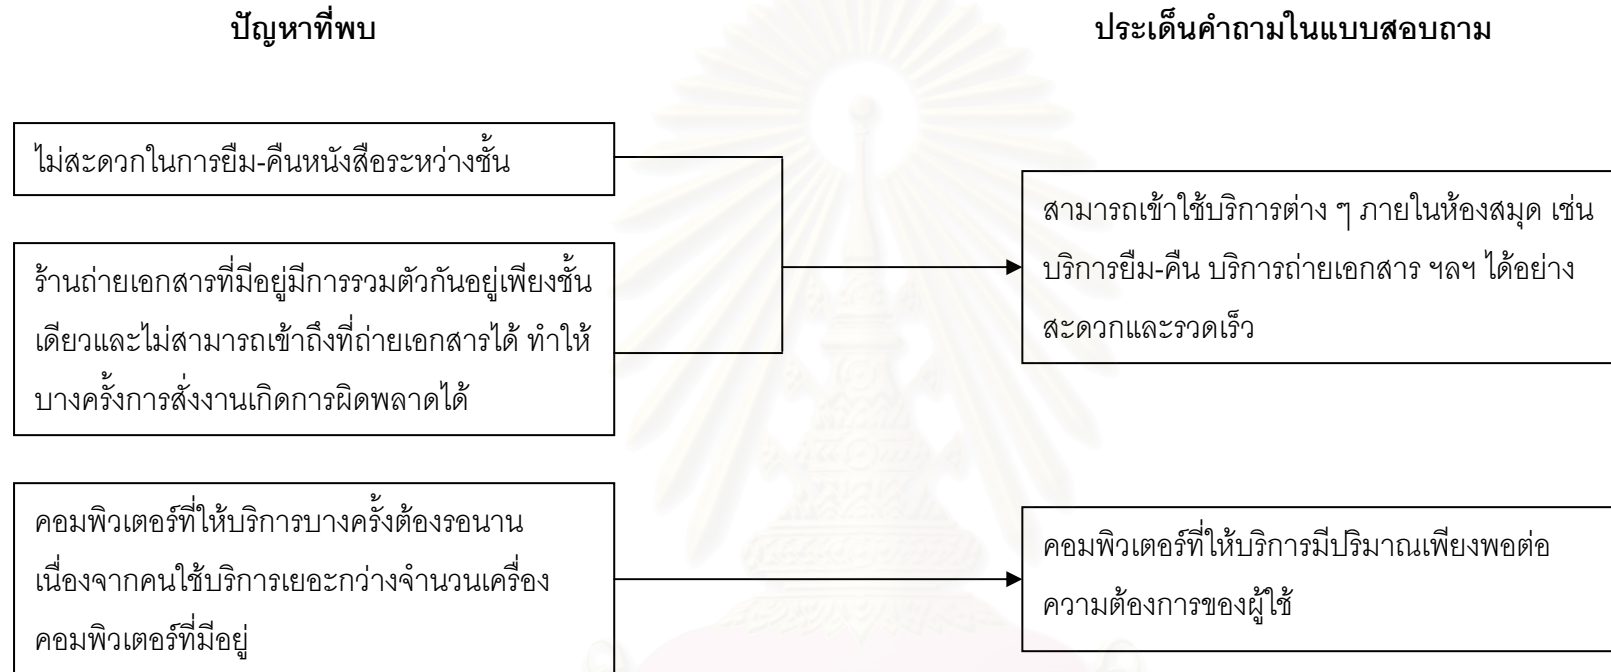 ปัญหาที่พบ
ประเด็นคำถามในแบบสอบถาม
ไม่สะดวกในการยืม-คืนหนังสือระหว่างชั้น
ร้านถ่ายเอกสารที่มีอยู่มีการรวมตัวกันอยู่เพียงชั้น
เดียวและไม่สามารถเข้าถึงที่ถ่ายเอกสารได้ ทำให้
บางครั้งการสั่งงานเกิดการผิดพลาดได้
สามารถเข้าใช้บริการต่าง ๆ ภายในห้องสมุด เช่น
บริการยืม-คืน บริการถ่ายเอกสาร ฯลฯ ได้อย่าง
สะดวกและรวดเร็ว
คอมพิวเตอร์ที่ให้บริการบางครั้งต้องรอนาน
เนื่องจากคนใช้บริการเยอะกว่างจำนวนเครื่อง
คอมพิวเตอร์ที่มีอยู่
คอมพิวเตอร์ที่ให้บริการมีปริมาณเพียงพอต่อ
ความต้องการของผู้ใช้